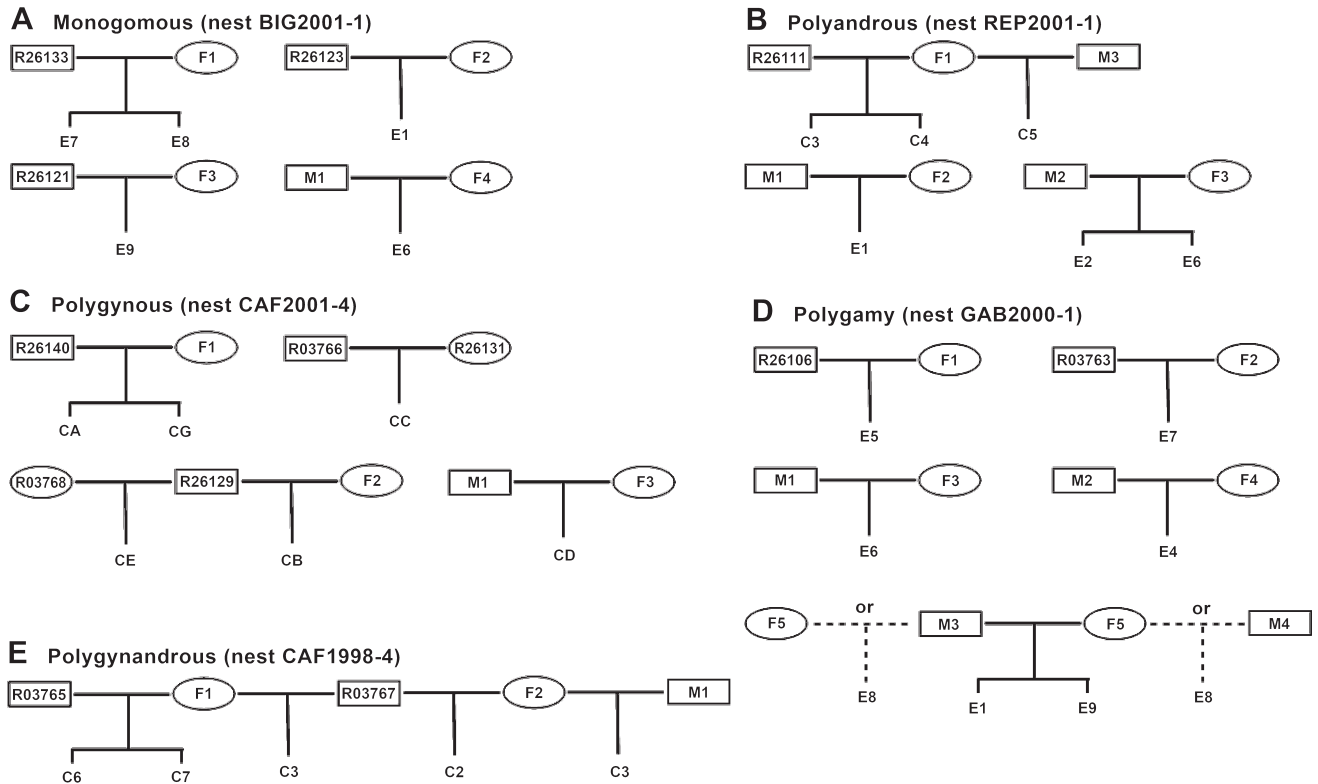 A Monogomous (nest BIG2001-1)
R26133 F1 R26123 F2
E7 E8 E1
R26121 F3 M1 F4
E9 E6
B Polyandrous (nest REP2001-1)
R26111 F1 M3
C3 C4 C5
M1 F2 M2 F3
E1 E2 E6
C Polygynous (nest CAF2001-4)
R26140 F1 R03766 R26131
CA CG CC
R03768 R26129 F2 M1 F3
CE CB CD
D Polygamy (nest GAB2000-1)
R26106 F1 R03763 F2
E5 E7
M1 F3 M2 F4
E6 E4
or or
F5 M3 F5 M4
E8 E1 E9 E8
E Polygynandrous (nest CAF1998-4)
R03765 F1 R03767 F2 M1
C6 C7 C3 C2 C3